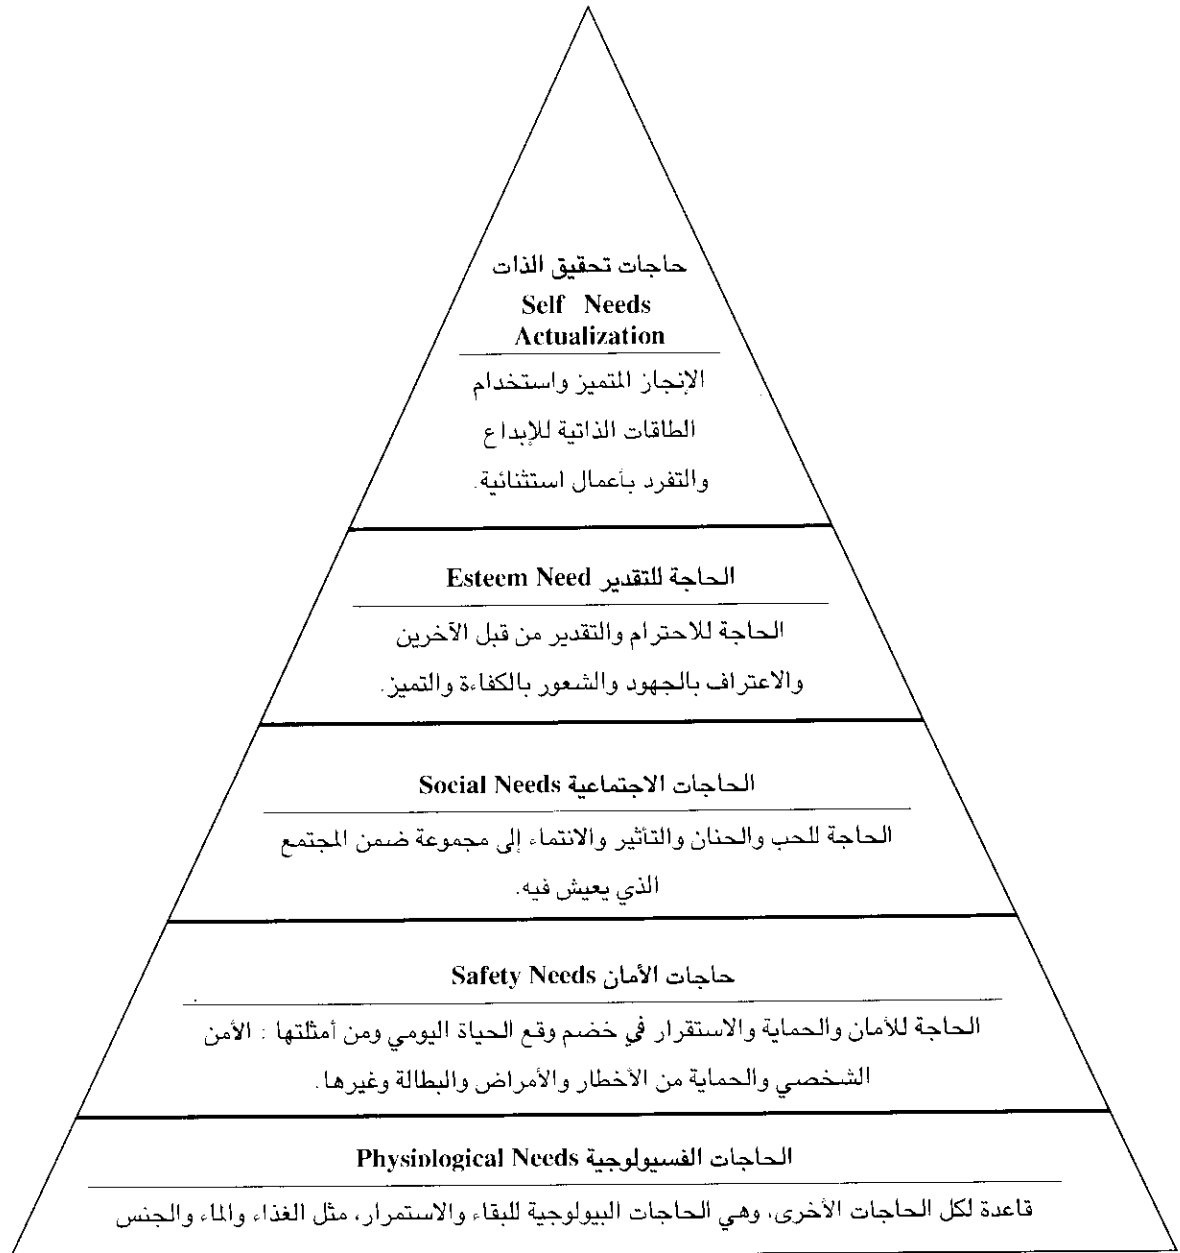 حاجات تحقيق الذات
Self Needs
Actualization
الإنجاز المتميز واستخدام
الطاقات الذاتية للإبداع
والتفرد بأعمال استثنائية.
الحاجة للتقدير Esteem Need
الحاجة للاحترام والتقدير من قبل الآخرين
والاعتراف بالجهود والشعور بالكفاءة والتميز.
الحاجات الاجتماعية Social Needs
الحاجة للحب والحنان والتأثير والانتماء إلى مجموعة ضمن المجتمع
الذي يعيش فيه.
حاجات الأمان Safety Needs
الحاجة للأمان والحماية والاستقرار في خضم وقع الحياة اليومي ومن أمثلتها : الأمن
الشخصي والحماية من الأخطار والأمراض والبطالة وغيرها.
الحاجات الفسيولوجية Physiological Needs
قاعدة لكل الحاجات الأخرى، وهي الحاجات البيولوجية للبقاء والاستمرار، مثل الغذاء والماء والجنس